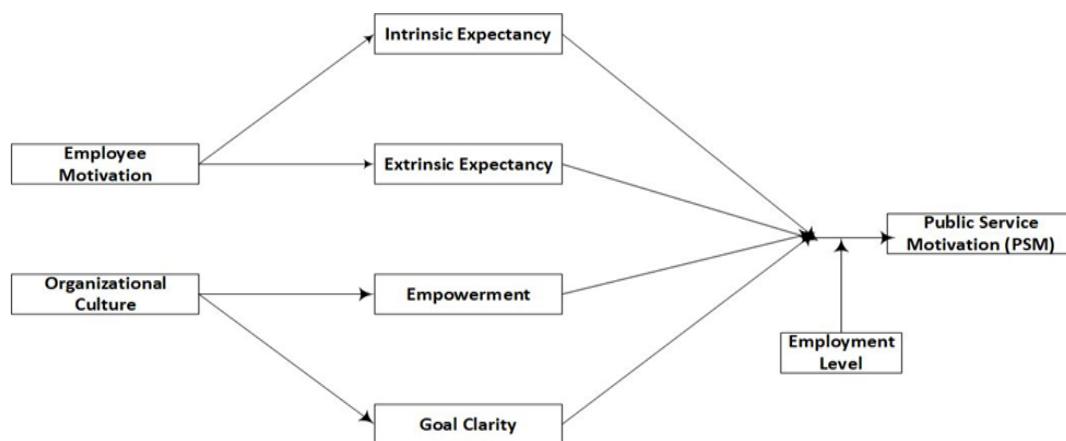 Intrinsic Expectancy
Employee
Motivation
Extrinsic Expectancy
Public Service
Motivation (PSM)
Organizational
Culture
Empowerment
Employment
Level
Goal Clarity